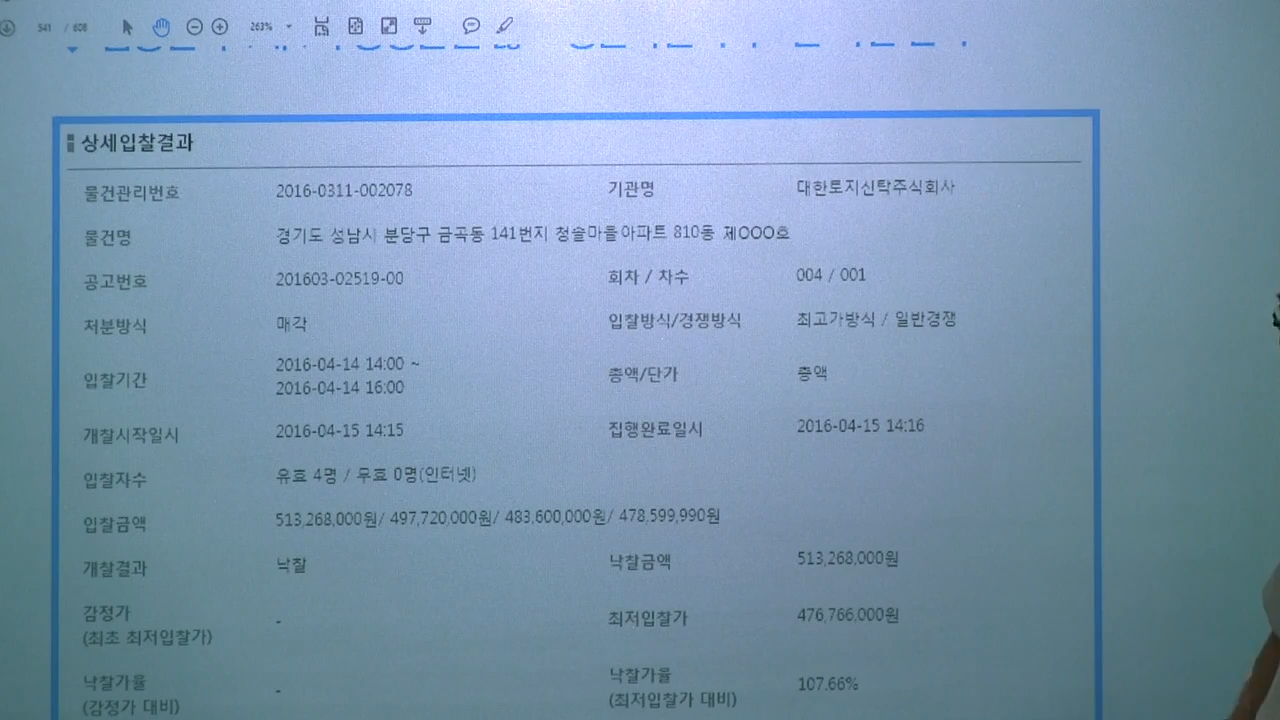 541 / 608 263%
상세입찰결과
물건관리번호 2016-0311-002078 기관명 대한토지신탁주식회사
물건명 경기도 성남시 분당구 금곡동 141번지 청솔마을아파트 810동 제OOO호
공고번호 201603-02519-00 회차 / 차수 004 / 001
처분방식 매각 입찰방식/경쟁방식 최고가방식 / 일반경쟁
입찰기간 2016-04-14 14:00 ~ 총액/단가 총액
2016-04-14 16:00
개찰시작일시 2016-04-15 14:15 집행완료일시 2016-04-15 14:16
입찰자수 유효 4명 / 무효 0명(인터넷)
입찰금액 513,268,000원/ 497,720,000원/ 483,600,000원/ 478,599,990원
개찰결과 낙찰 낙찰금액 513,268,000원
감정가 - 최저입찰가 476,766,000원
(최초 최저입찰가)
낙찰가율 - 낙찰가율 107.66%
(감정가 대비) (최저입찰가 대비)